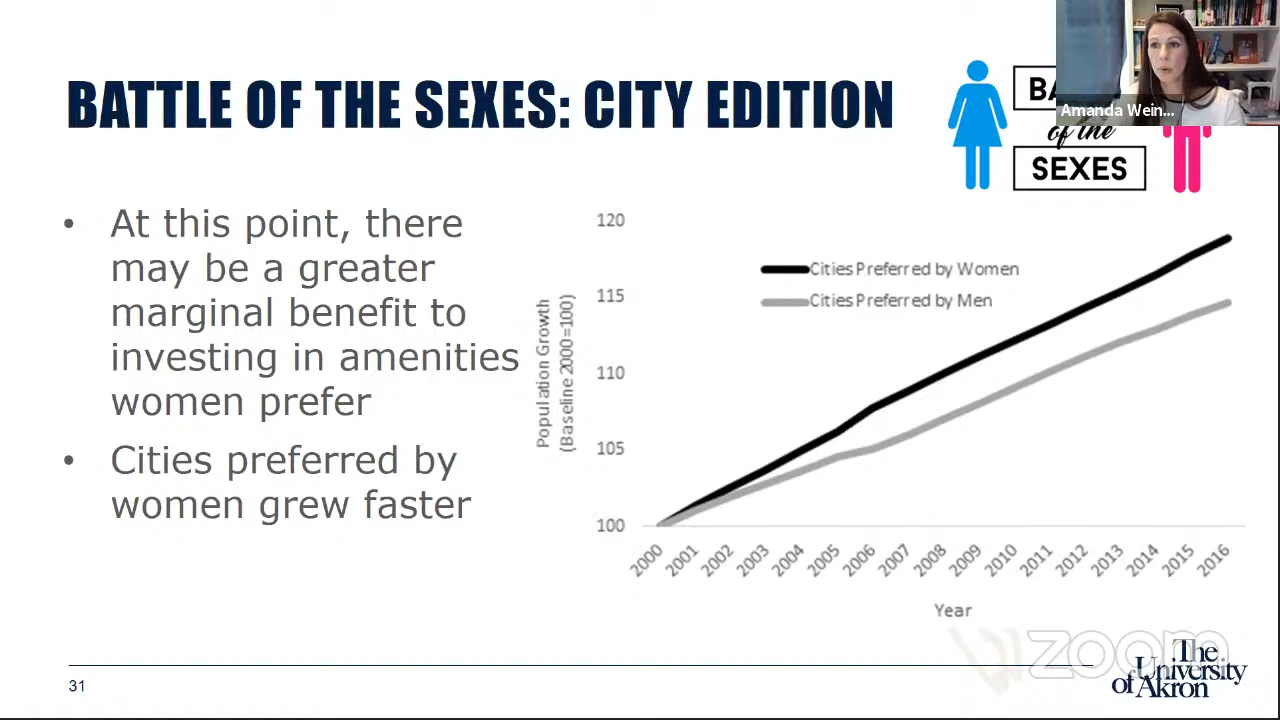 BATTLE OF THE SEXES: CITY EDITION
Amanda Wein...
of the
SEXES
• At this point, there
may be a greater
marginal benefit to
investing in amenities
women prefer
• Cities preferred by
women grew faster
Population Growth
(Baseline 2000=100)
120
115
110
105
100
Cities Preferred by Women
Cities Preferred by Men
2000 2001 2002 2003 2004 2005 2006 2007 2008 2009 2010 2011 2012 2013 2014 2015 2016
Year
zoom
The
University
of Akron
31